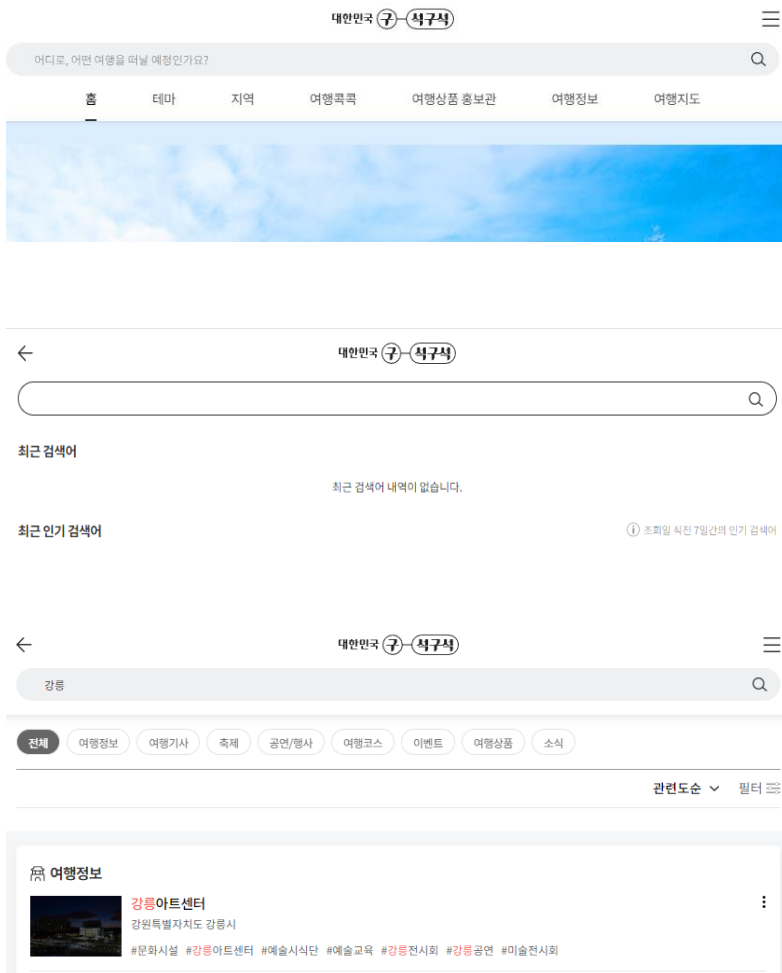 대한민국 구석구석
어디로, 어떤 여행을 떠날 예정인가요?
홈 테마 지역 여행콕콕 여행상품 홍보관 여행정보 여행지도
대한민국 구석구석
최근 검색어
최근 검색어 내역이 없습니다.
최근 인기 검색어 조회일 직전 7일간의 인기 검색어
대한민국 구석구석
강릉
전체 여행정보 여행기사 축제 공연/행사 여행코스 이벤트 여행상품 소식
관련도순 필터
여행정보
강릉아트센터
강원특별자치도 강릉시
#문화시설 #강릉아트센터 #예술시식단 #예술교육 #강릉전시회 #강릉공연 #미술전시회